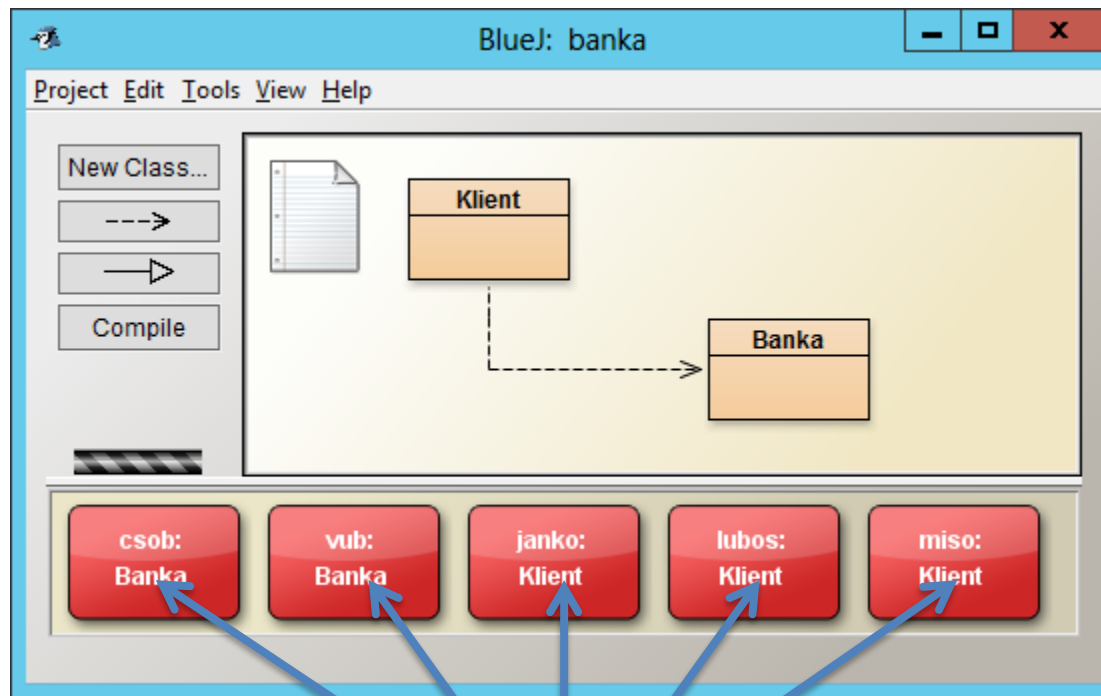 BlueJ: banka
Project Edit Tools View Help
New Class...
Compile
Klient
Banka
csob:
Banka
vub:
Banka
janko:
Klient
lubos:
Klient
miso:
Klient